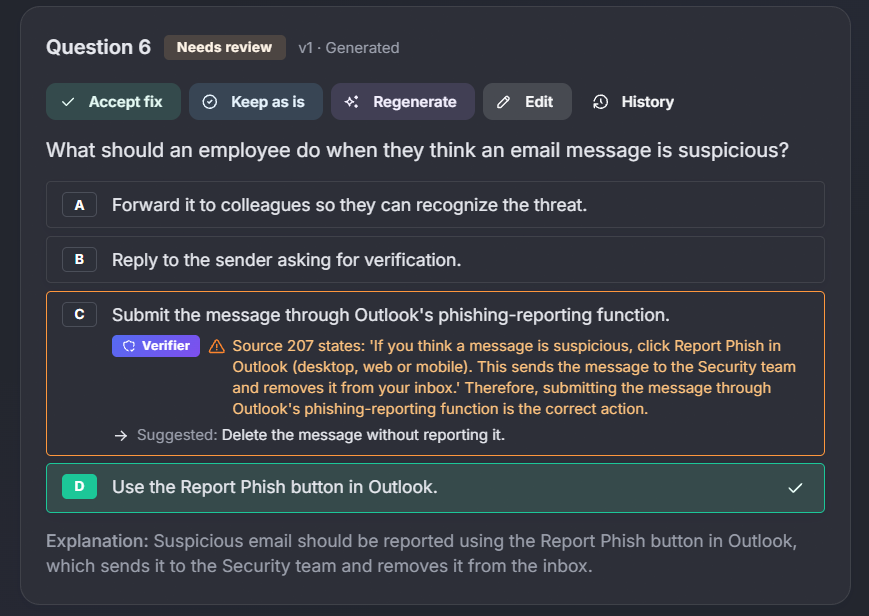 Question 6 Needs review v1 · Generated
Accept fix Keep as is Regenerate Edit History
What should an employee do when they think an email message is suspicious?
A Forward it to colleagues so they can recognize the threat.
B Reply to the sender asking for verification.
C Submit the message through Outlook's phishing-reporting function.
Verifier Source 207 states: 'If you think a message is suspicious, click Report Phish in
Outlook (desktop, web or mobile). This sends the message to the Security team
and removes it from your inbox.' Therefore, submitting the message through
Outlook's phishing-reporting function is the correct action.
→ Suggested: Delete the message without reporting it.
D Use the Report Phish button in Outlook.
Explanation: Suspicious email should be reported using the Report Phish button in Outlook,
which sends it to the Security team and removes it from the inbox.